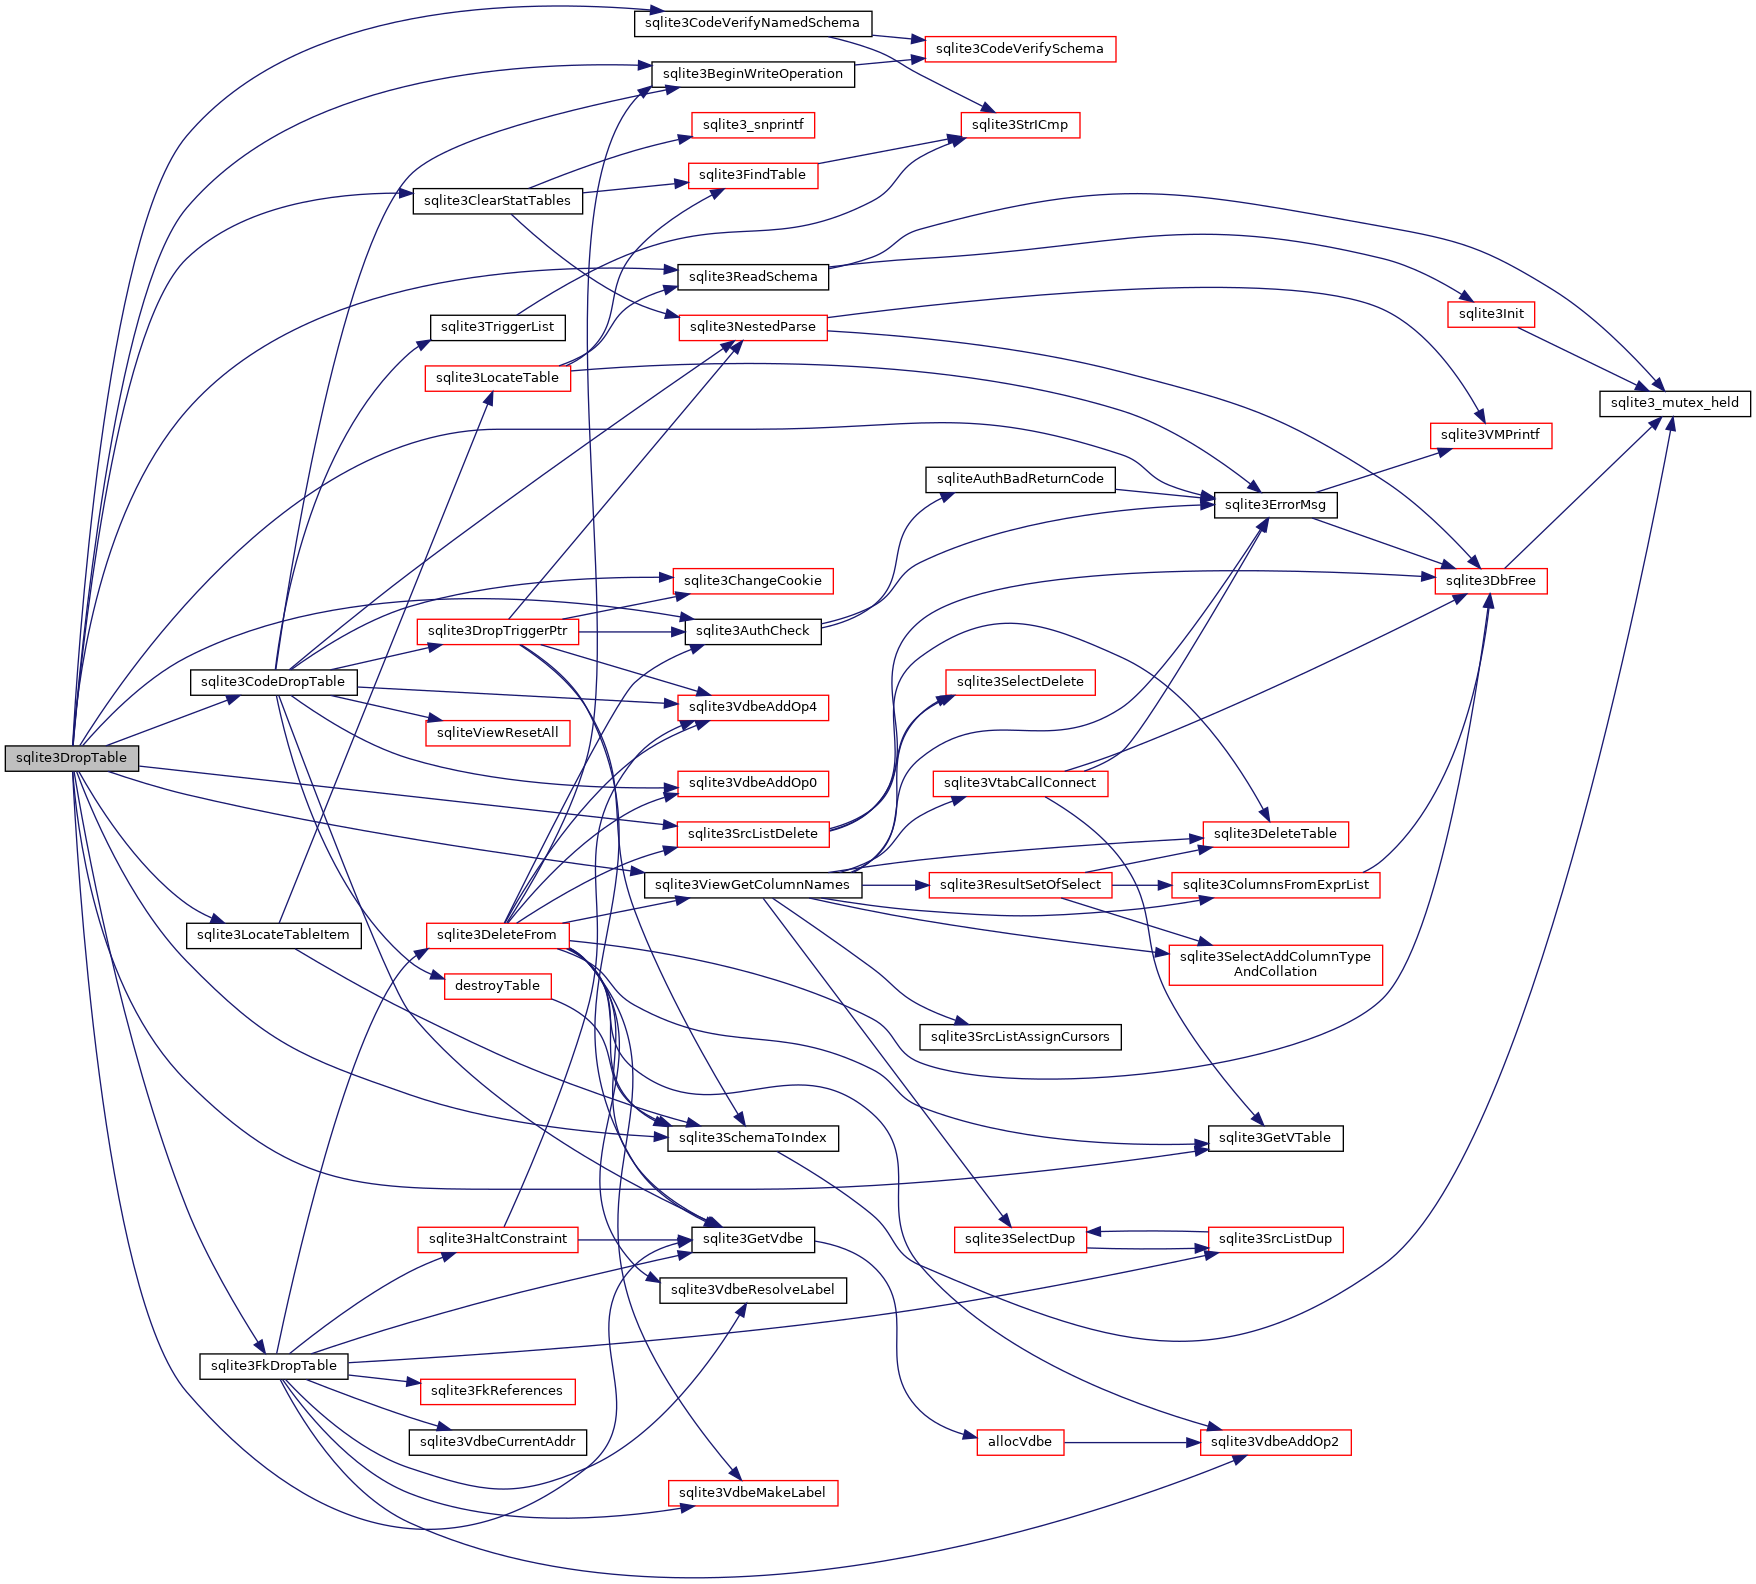 sqlite3CodeVerifyNamedSchema
sqlite3CodeVerifySchema
sqlite3BeginWriteOperation
sqlite3_snprintf
sqlite3StrICmp
sqlite3FindTable
sqlite3ClearStatTables
sqlite3ReadSchema
sqlite3Init
sqlite3TriggerList
sqlite3NestedParse
sqlite3LocateTable
sqlite3_mutex_held
sqlite3VMPrintf
sqliteAuthBadReturnCode
sqlite3ErrorMsg
sqlite3ChangeCookie
sqlite3DbFree
sqlite3DropTriggerPtr
sqlite3AuthCheck
sqlite3CodeDropTable
sqlite3SelectDelete
sqlite3VdbeAddOp4
sqliteViewResetAll
sqlite3DropTable
sqlite3VdbeAddOp0
sqlite3VtabCallConnect
sqlite3SrcListDelete
sqlite3DeleteTable
sqlite3ViewGetColumnNames
sqlite3ResultSetOfSelect
sqlite3ColumnsFromExprList
sqlite3LocateTableItem
sqlite3DeleteFrom
sqlite3SelectAddColumnType
AndCollation
destroyTable
sqlite3SrcListAssignCursors
sqlite3SchemaToIndex
sqlite3GetVTable
sqlite3HaltConstraint
sqlite3GetVdbe
sqlite3SelectDup
sqlite3SrcListDup
sqlite3VdbeResolveLabel
sqlite3FkDropTable
sqlite3FkReferences
sqlite3VdbeCurrentAddr
allocVdbe
sqlite3VdbeAddOp2
sqlite3VdbeMakeLabel